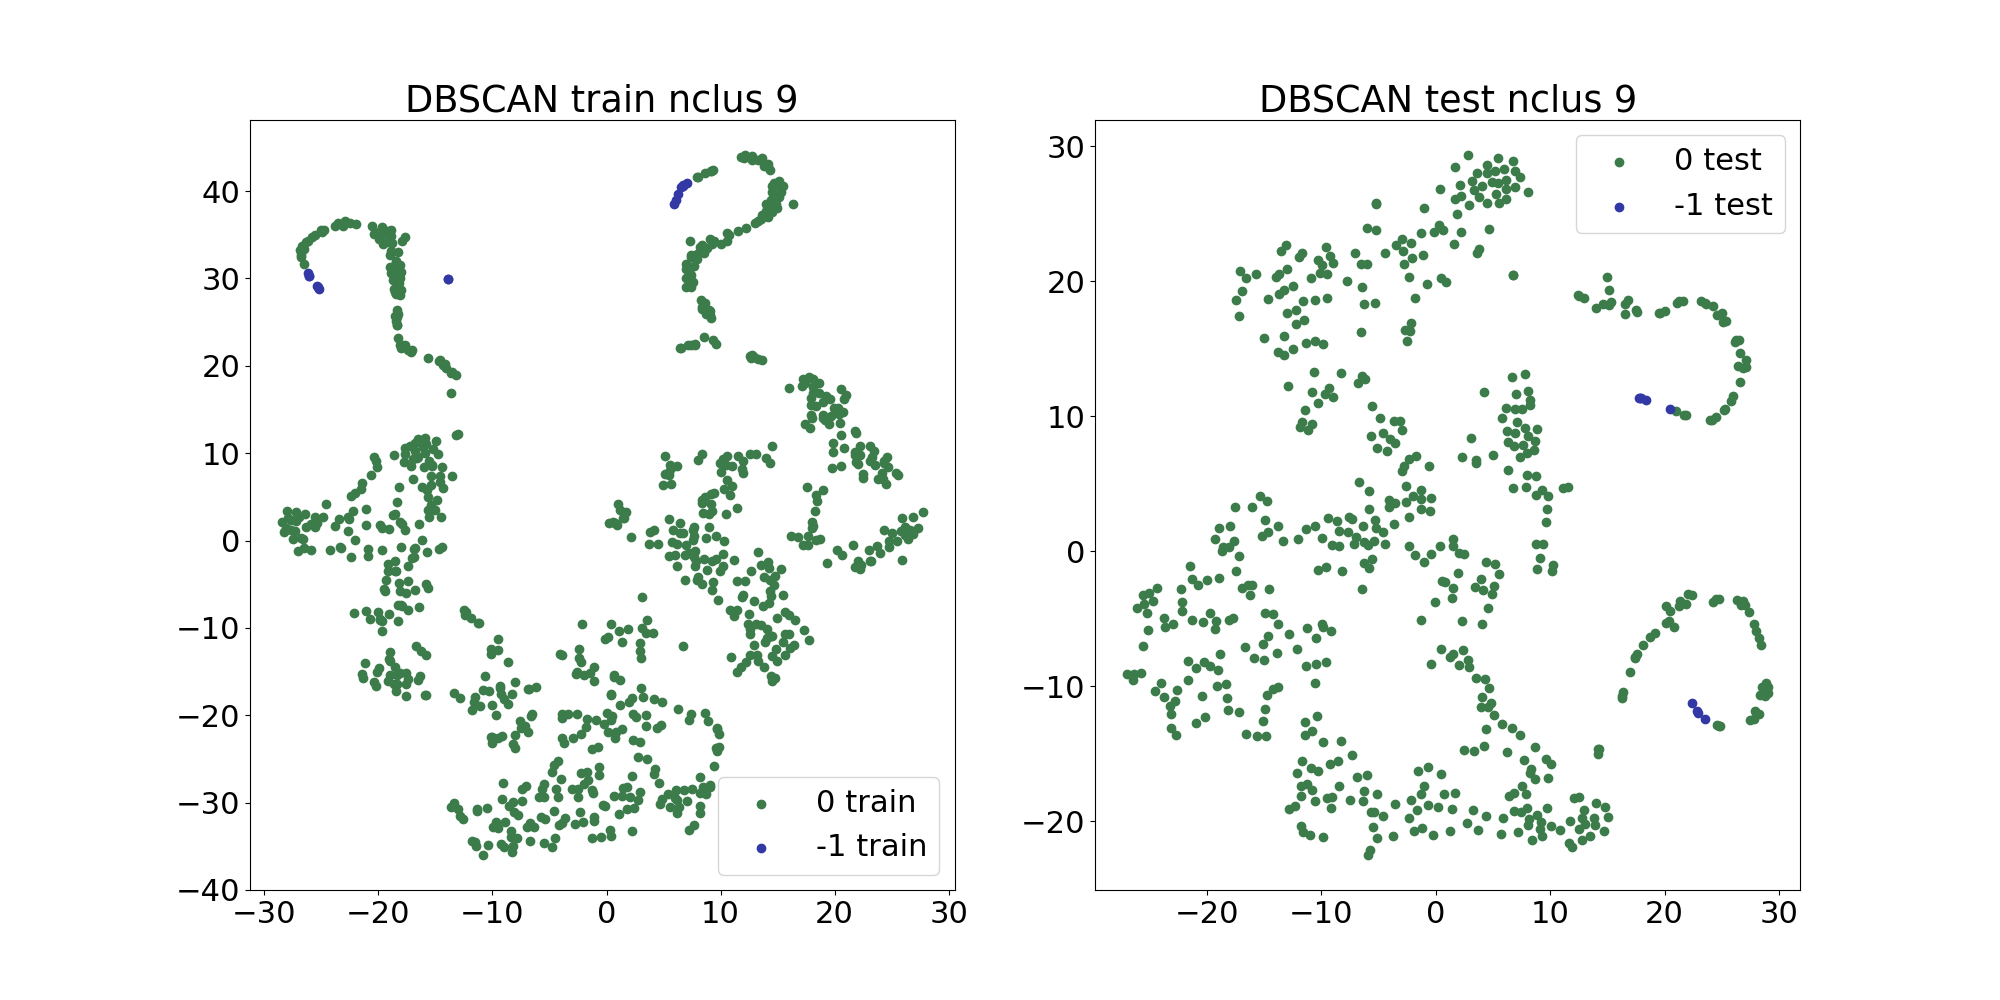 DBSCAN train nclus 9
40
30
20
10
0
−10
−20
−30
−40
−30 −20 −10 0 10 20 30
0 train
-1 train
DBSCAN test nclus 9
30
20
10
0
−10
−20
−20 −10 0 10 20 30
0 test
-1 test